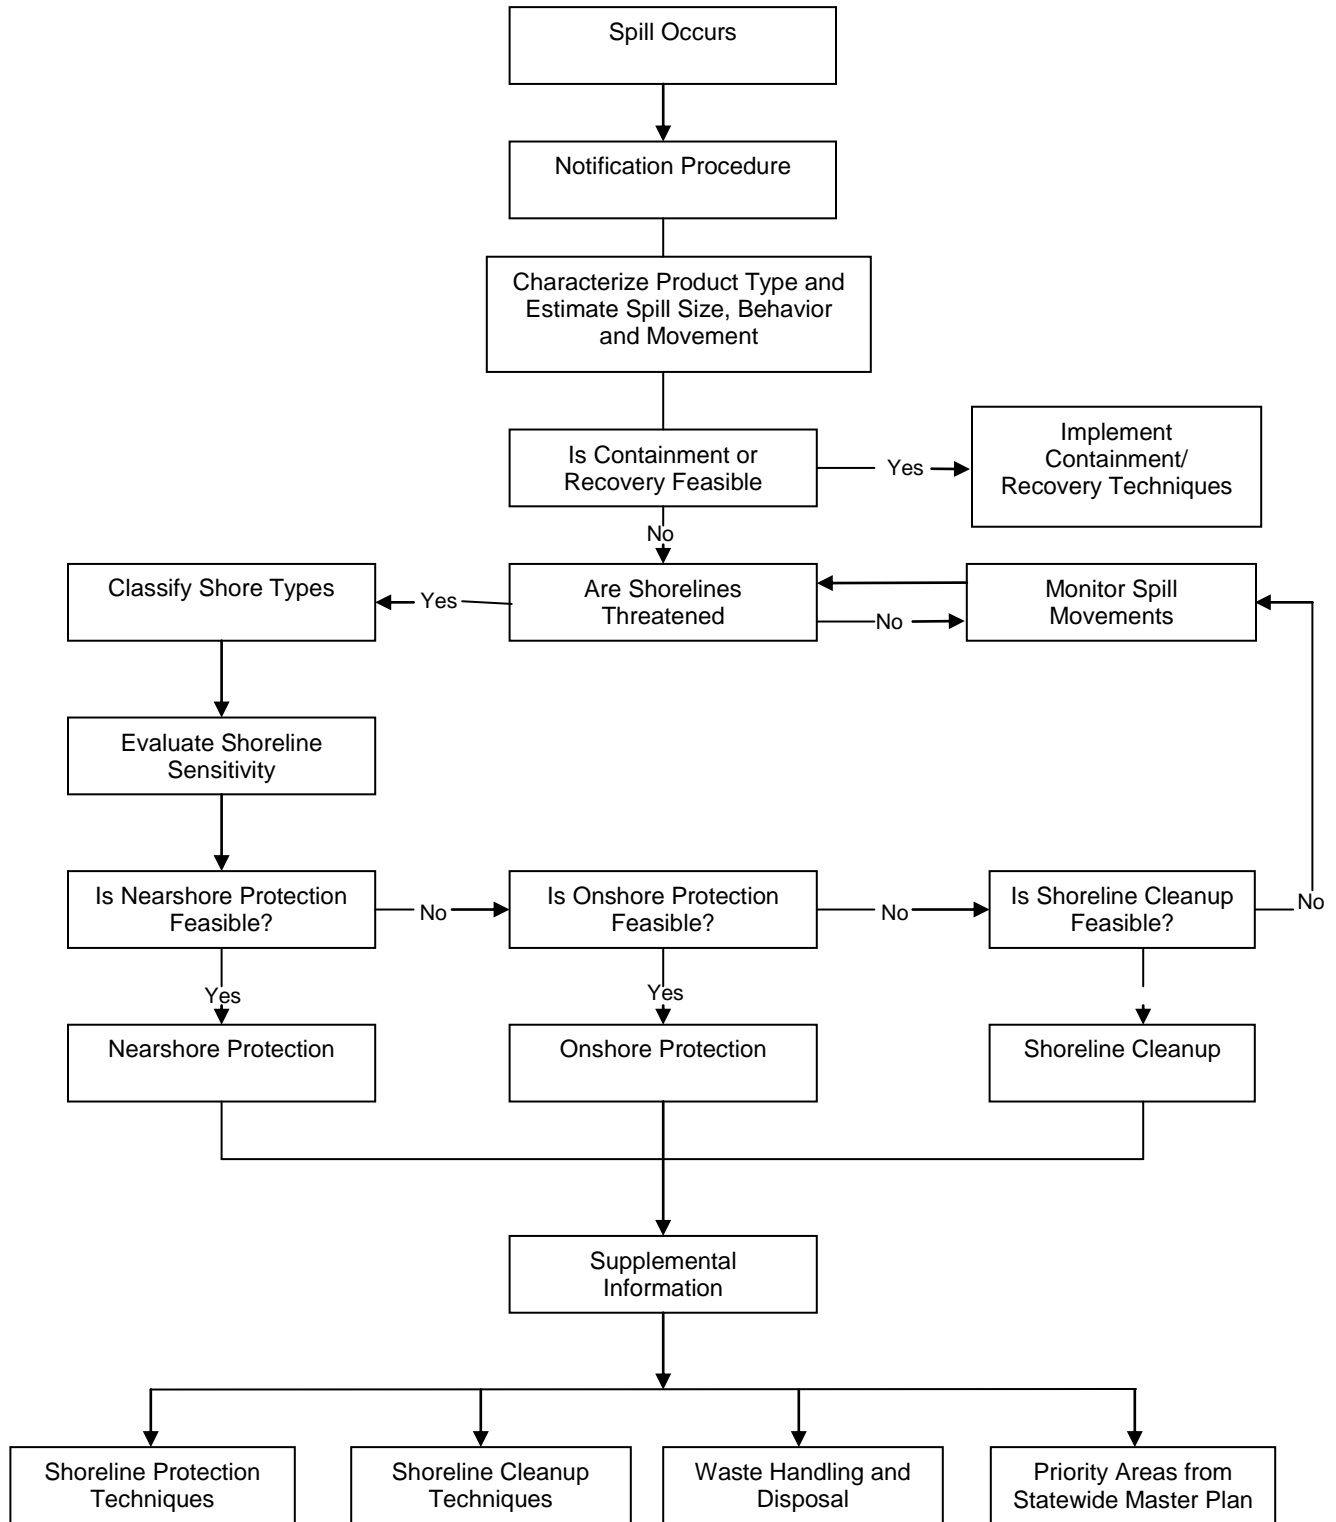 Spill Occurs
Notification Procedure
Characterize Product Type and
Estimate Spill Size, Behavior
and Movement
Is Containment or
Recovery Feasible
Yes
Implement
Containment/
Recovery Techniques
No
Classify Shore Types
Yes
Are Shorelines
Threatened
No
Monitor Spill
Movements
Evaluate Shoreline
Sensitivity
Is Nearshore Protection
Feasible?
No
Is Onshore Protection
Feasible?
No
Is Shoreline Cleanup
Feasible?
No
Yes
Yes
Nearshore Protection
Onshore Protection
Shoreline Cleanup
Supplemental
Information
Shoreline Protection
Techniques
Shoreline Cleanup
Techniques
Waste Handling and
Disposal
Priority Areas from
Statewide Master Plan